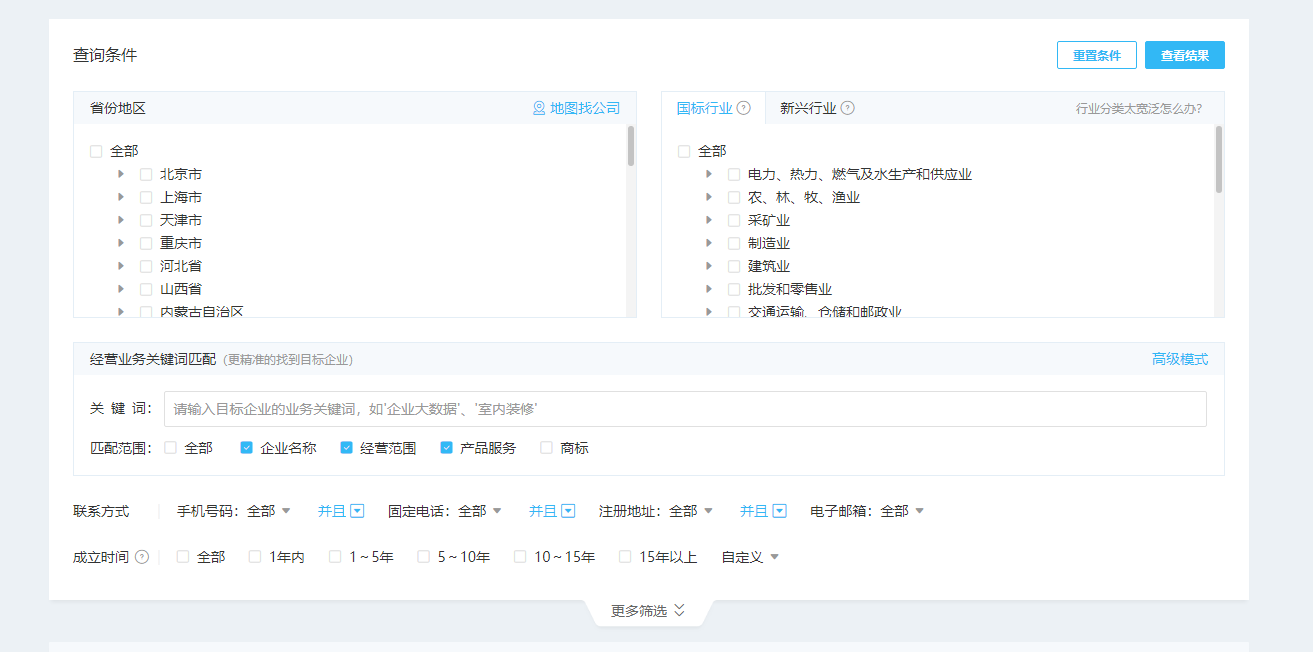 查询条件
重置条件 查看结果
省份地区 地图找公司
全部
北京市
上海市
天津市
重庆市
河北省
山西省
内蒙古自治区
国标行业 ? 新兴行业 ? 行业分类太宽泛怎么办?
全部
电力、热力、燃气及水生产和供应业
农、林、牧、渔业
采矿业
制造业
建筑业
批发和零售业
交通运输、仓储和邮政业
经营业务关键词匹配 (更精准的找到目标企业) 高级模式
关 键 词: 请输入目标企业的业务关键词，如'企业大数据'、'室内装修'
匹配范围: 全部 企业名称 经营范围 产品服务 商标
联系方式 手机号码: 全部 并且 固定电话: 全部 并且 注册地址: 全部 并且 电子邮箱: 全部
成立时间 ? 全部 1年内 1~5年 5~10年 10~15年 15年以上 自定义
更多筛选